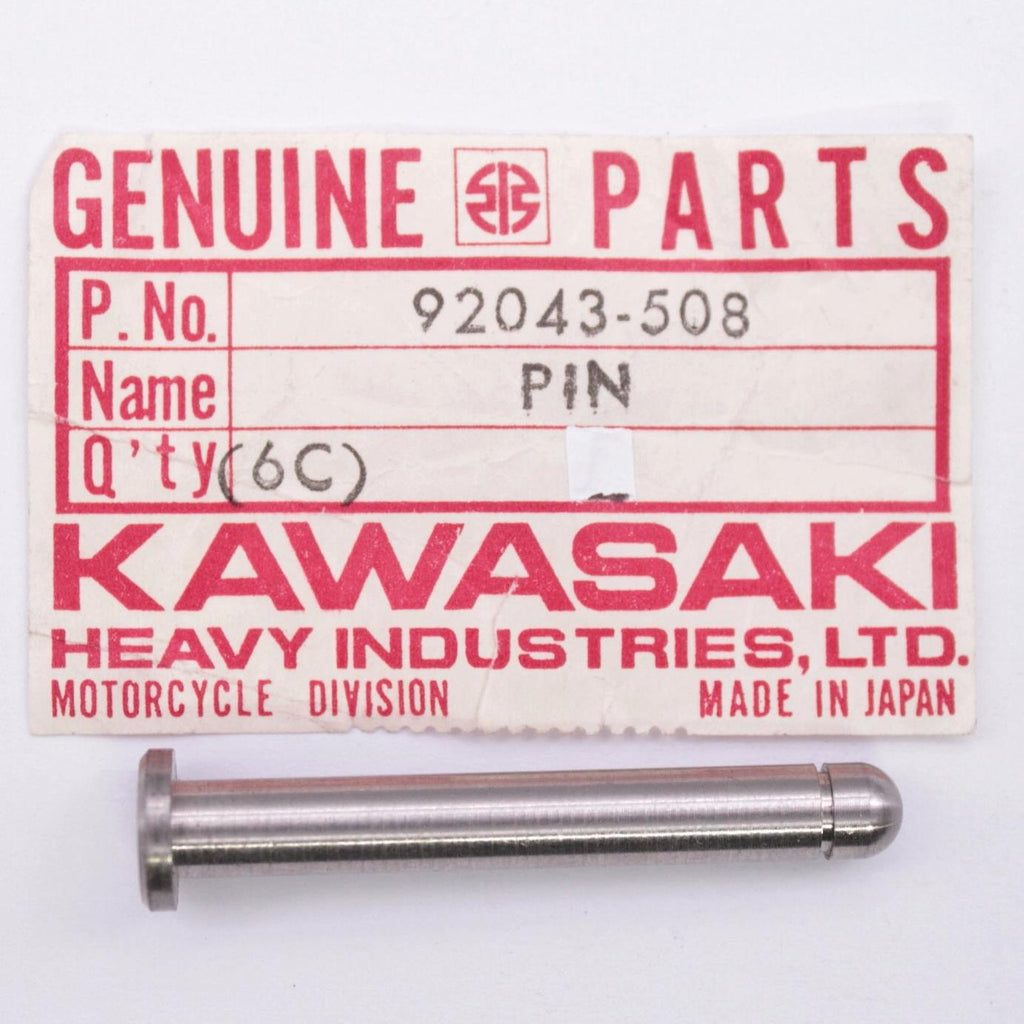 GENUINE PARTS
P. No. 92043-508
Name PIN
Q'ty (6C)
KAWASAKI
HEAVY INDUSTRIES, LTD.
MOTORCYCLE DIVISION MADE IN JAPAN